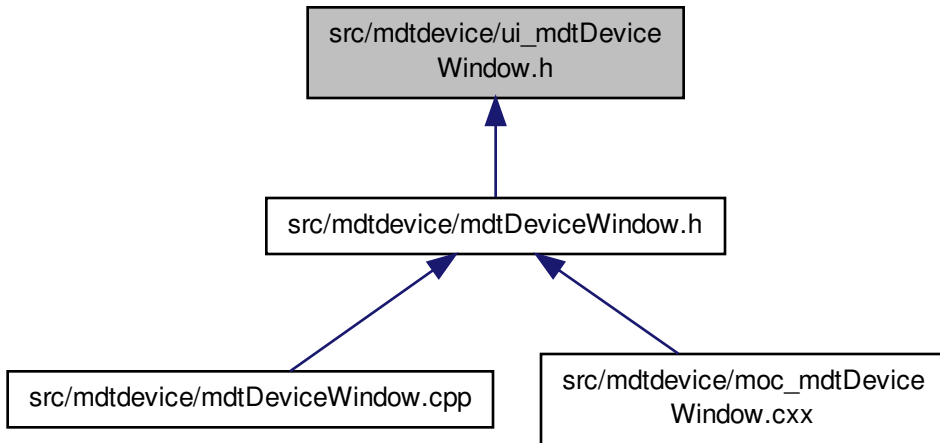 src/mdtdevice/ui_mdtDevice
Window.h
src/mdtdevice/mdtDeviceWindow.h
src/mdtdevice/mdtDeviceWindow.cpp
src/mdtdevice/moc_mdtDevice
Window.cxx